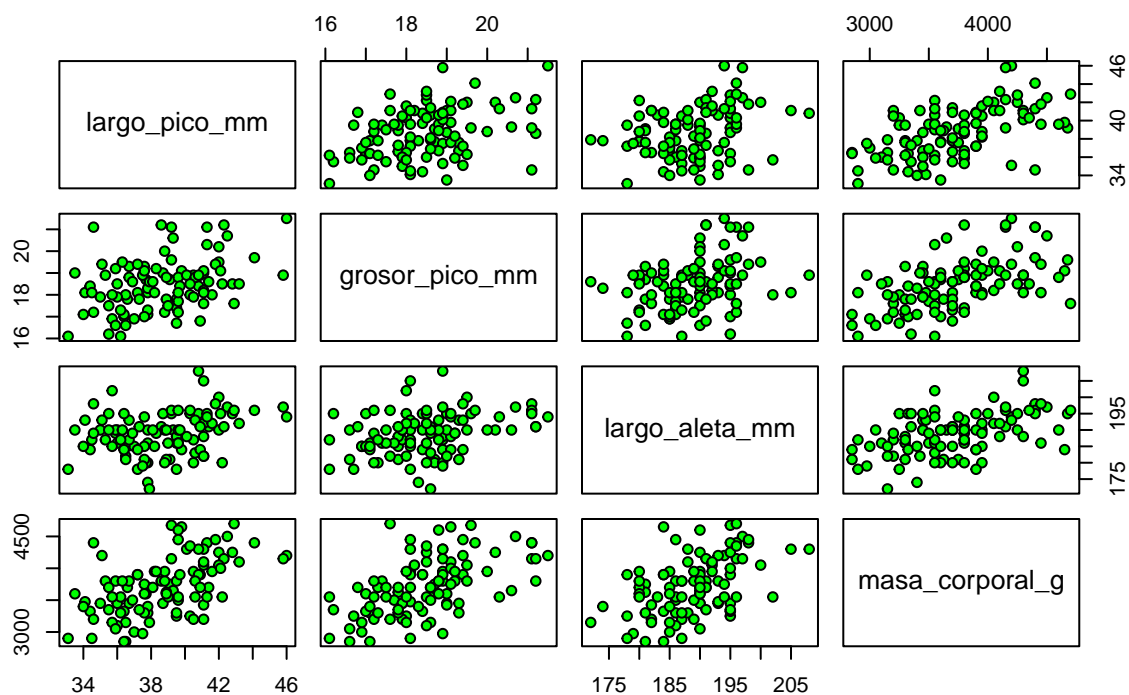 16 18 20 3000 4000
largo_pico_mm 34 40 46
16 18 20 grosor_pico_mm
largo_aleta_mm 175 195
3000 4500 masa_corporal_g
34 38 42 46 175 185 195 205